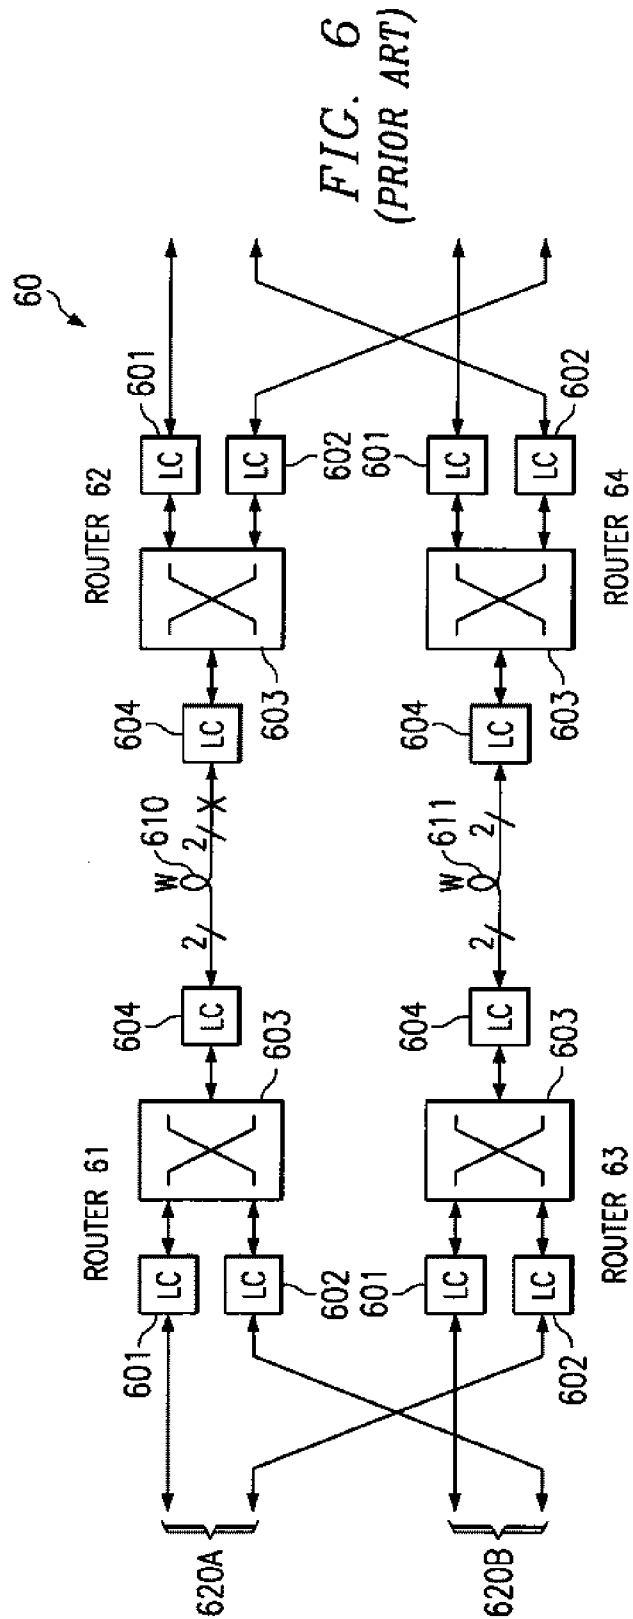 60
620A
601
LC
LC
602
ROUTER 61
603
604
LC
2
W
610
2
X
604
LC
603
ROUTER 62
601
LC
LC
602
620B
601
LC
LC
602
ROUTER 63
603
604
LC
2
W
611
2
604
LC
603
ROUTER 64
601
LC
LC
602
FIG. 6
(PRIOR ART)